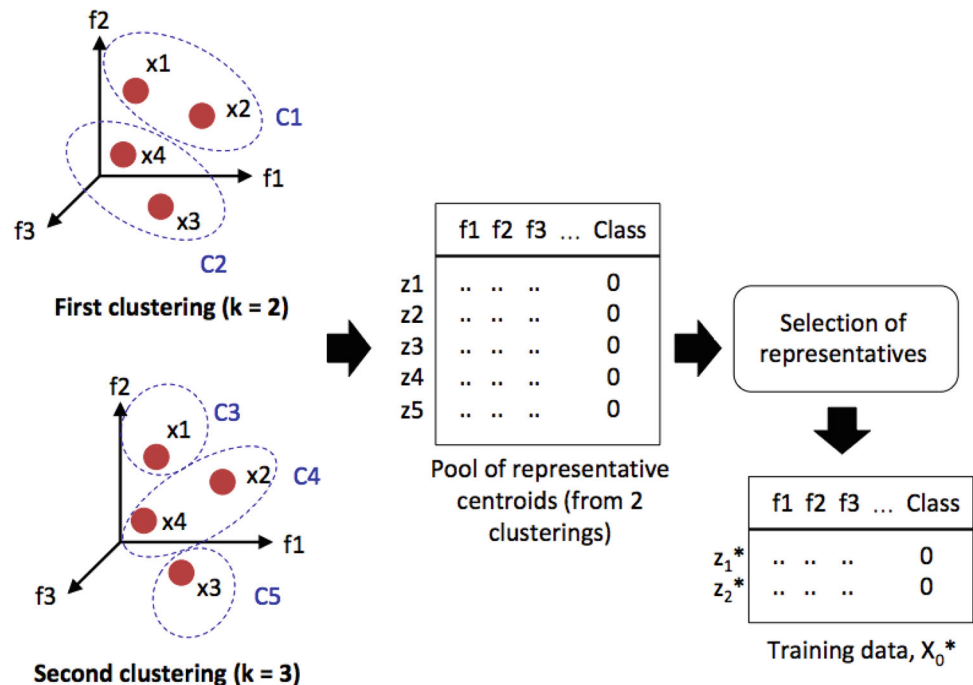 f2
x1
x2
C1
x4
f1
x3
f3
C2
First clustering (k = 2)
f2
C3
x1
x2
C4
x4
f1
x3
f3
C5
Second clustering (k = 3)
f1 f2 f3 ... Class
z1 .. .. .. 0
z2 .. .. .. 0
z3 .. .. .. 0
z4 .. .. .. 0
z5 .. .. .. 0
Pool of representative
centroids (from 2
clusterings)
Selection of
representatives
f1 f2 f3 ... Class
z₁* .. .. .. 0
z₂* .. .. .. 0
Training data, X₀*